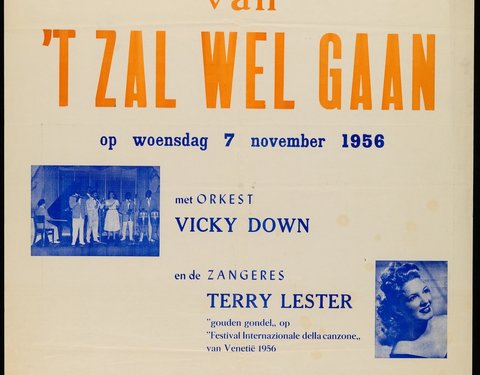 van
'T ZAL WEL GAAN
op woensdag 7 november 1956
met ORKEST
VICKY DOWN
en de ZANGERES
TERRY LESTER
"gouden gondel„ op
"Festival Internazionale della canzone„
van Venetië 1956